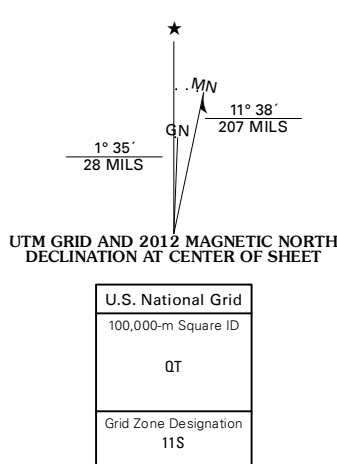 ★
MN
11° 38´
207 MILS
GN
1° 35´
28 MILS
UTM GRID AND 2012 MAGNETIC NORTH
DECLINATION AT CENTER OF SHEET
U.S. National Grid
100,000-m Square ID
QT
Grid Zone Designation
11S